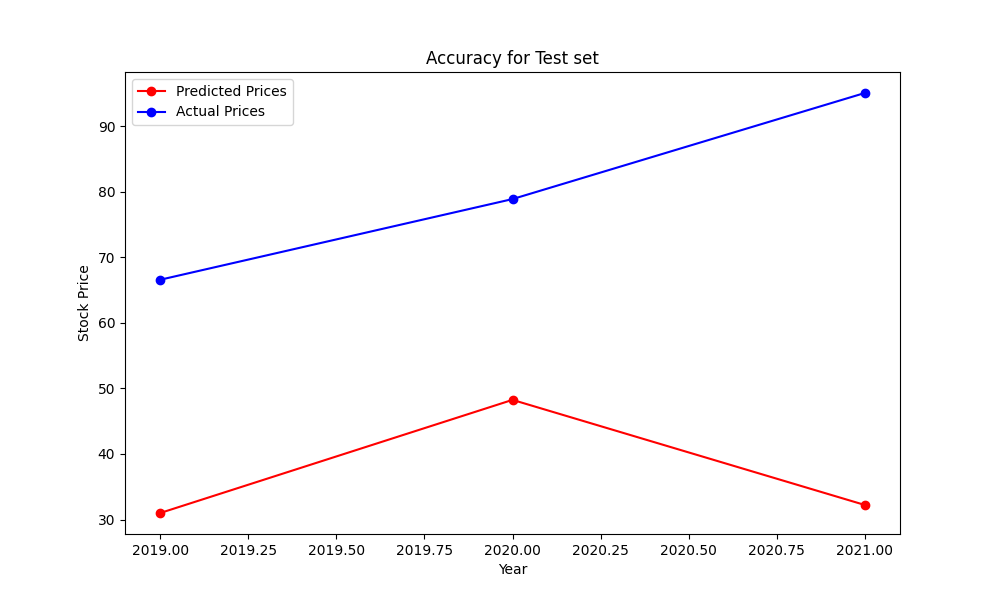 Accuracy for Test set
Predicted Prices
Actual Prices
90
80
70
60
50
40
30
Stock Price
2019.00 2019.25 2019.50 2019.75 2020.00 2020.25 2020.50 2020.75 2021.00
Year